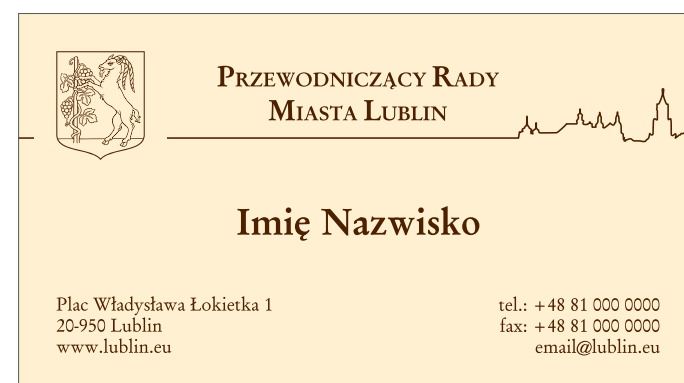 Przewodniczący Rady
Miasta Lublin
Imię Nazwisko
Plac Władysława Łokietka 1
20-950 Lublin
www.lublin.eu
tel.: +48 81 000 0000
fax: +48 81 000 0000
email@lublin.eu